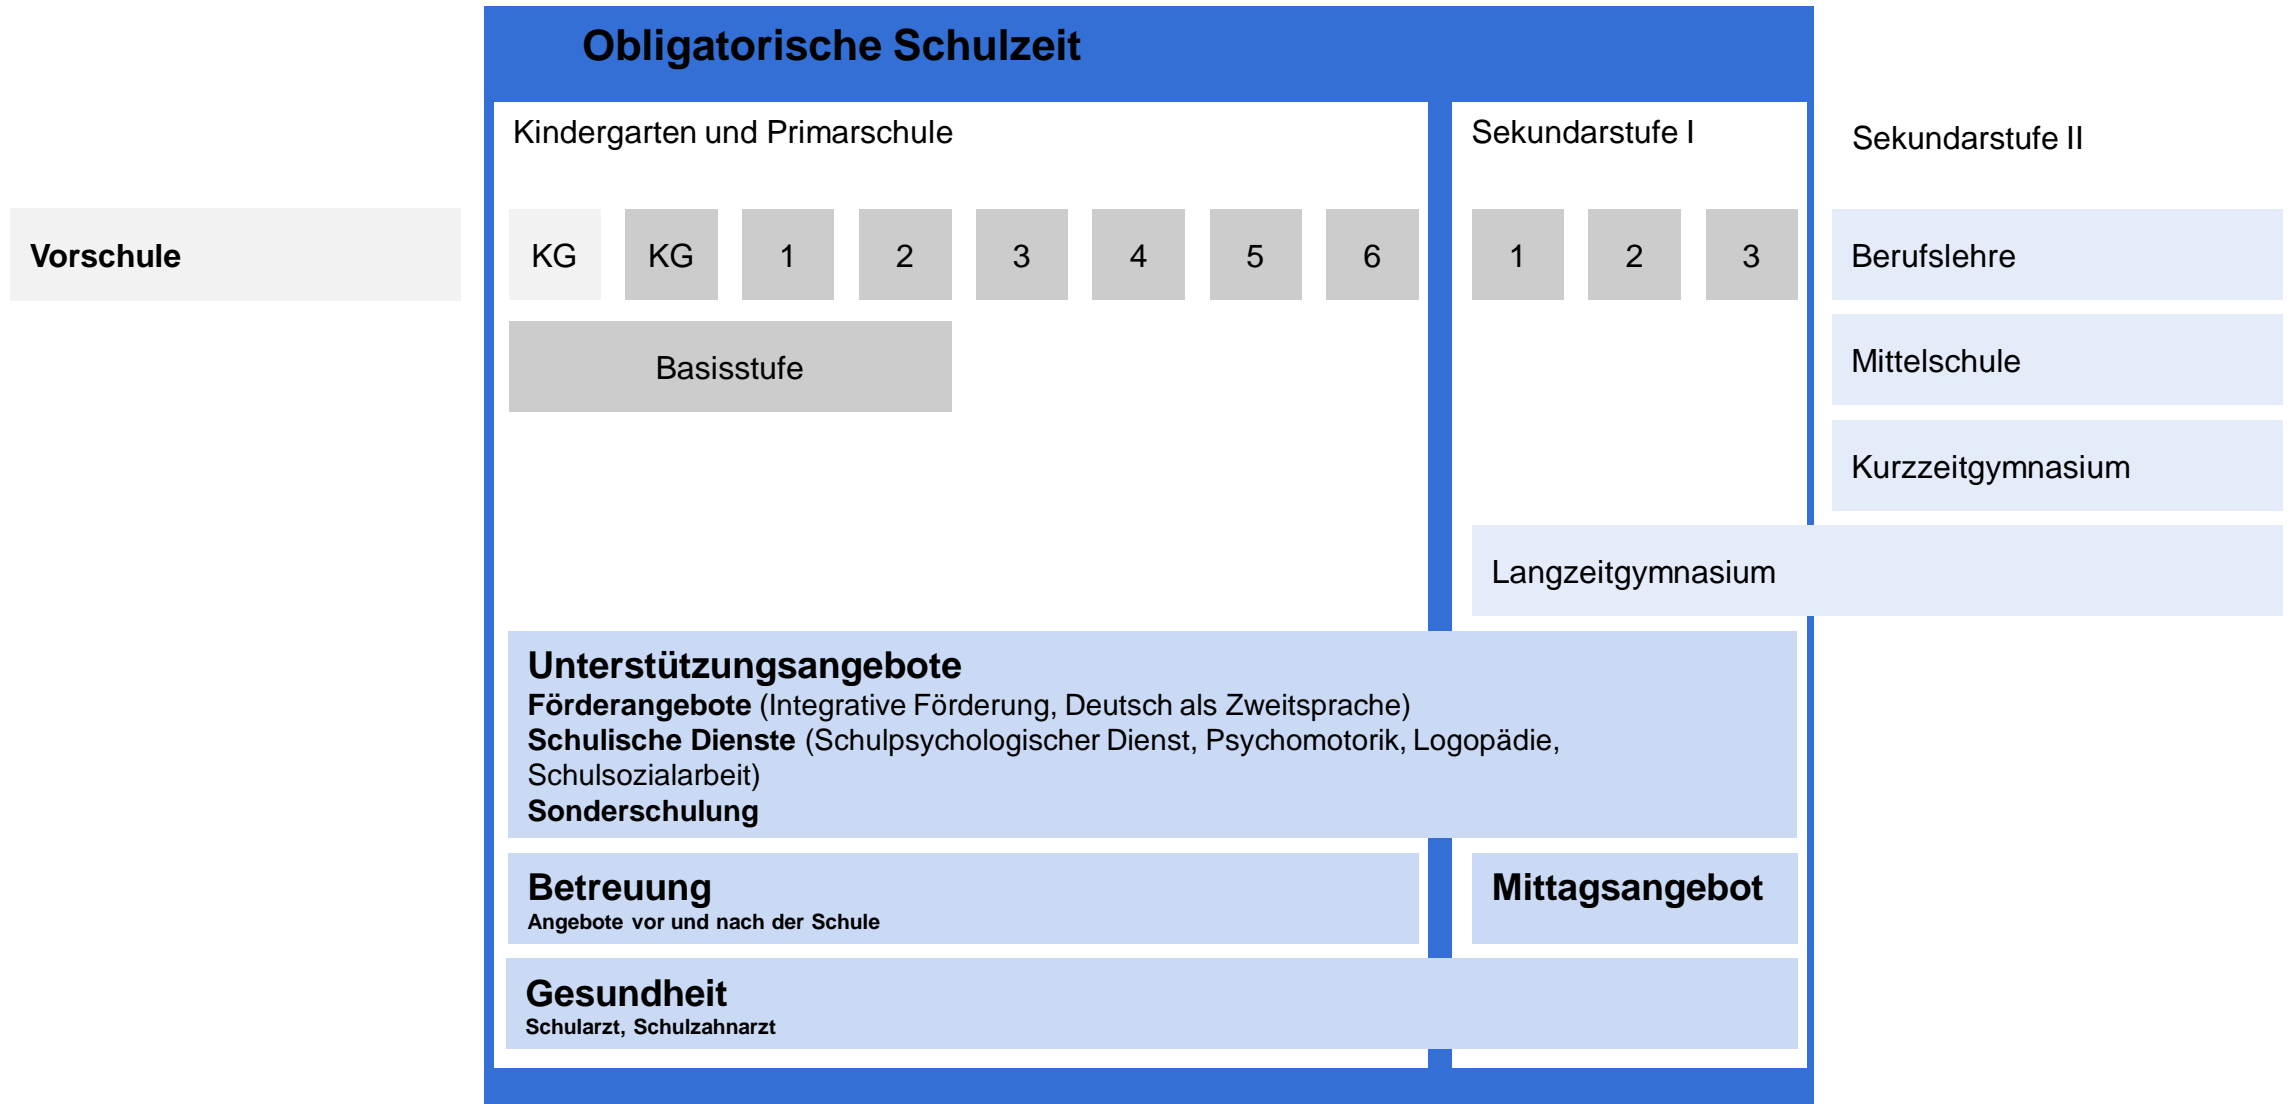 Obligatorische Schulzeit
Kindergarten und Primarschule
Sekundarstufe I
Sekundarstufe II
Vorschule
KG
KG
1
2
3
4
5
6
1
2
3
Berufslehre
Basisstufe
Mittelschule
Kurzzeitgymnasium
Langzeitgymnasium
Unterstützungsangebote
Förderangebote (Integrative Förderung, Deutsch als Zweitsprache)
Schulische Dienste (Schulpsychologischer Dienst, Psychomotorik, Logopädie,
Schulsozialarbeit)
Sonderschulung
Betreuung
Angebote vor und nach der Schule
Mittagsangebot
Gesundheit
Schularzt, Schulzahnarzt